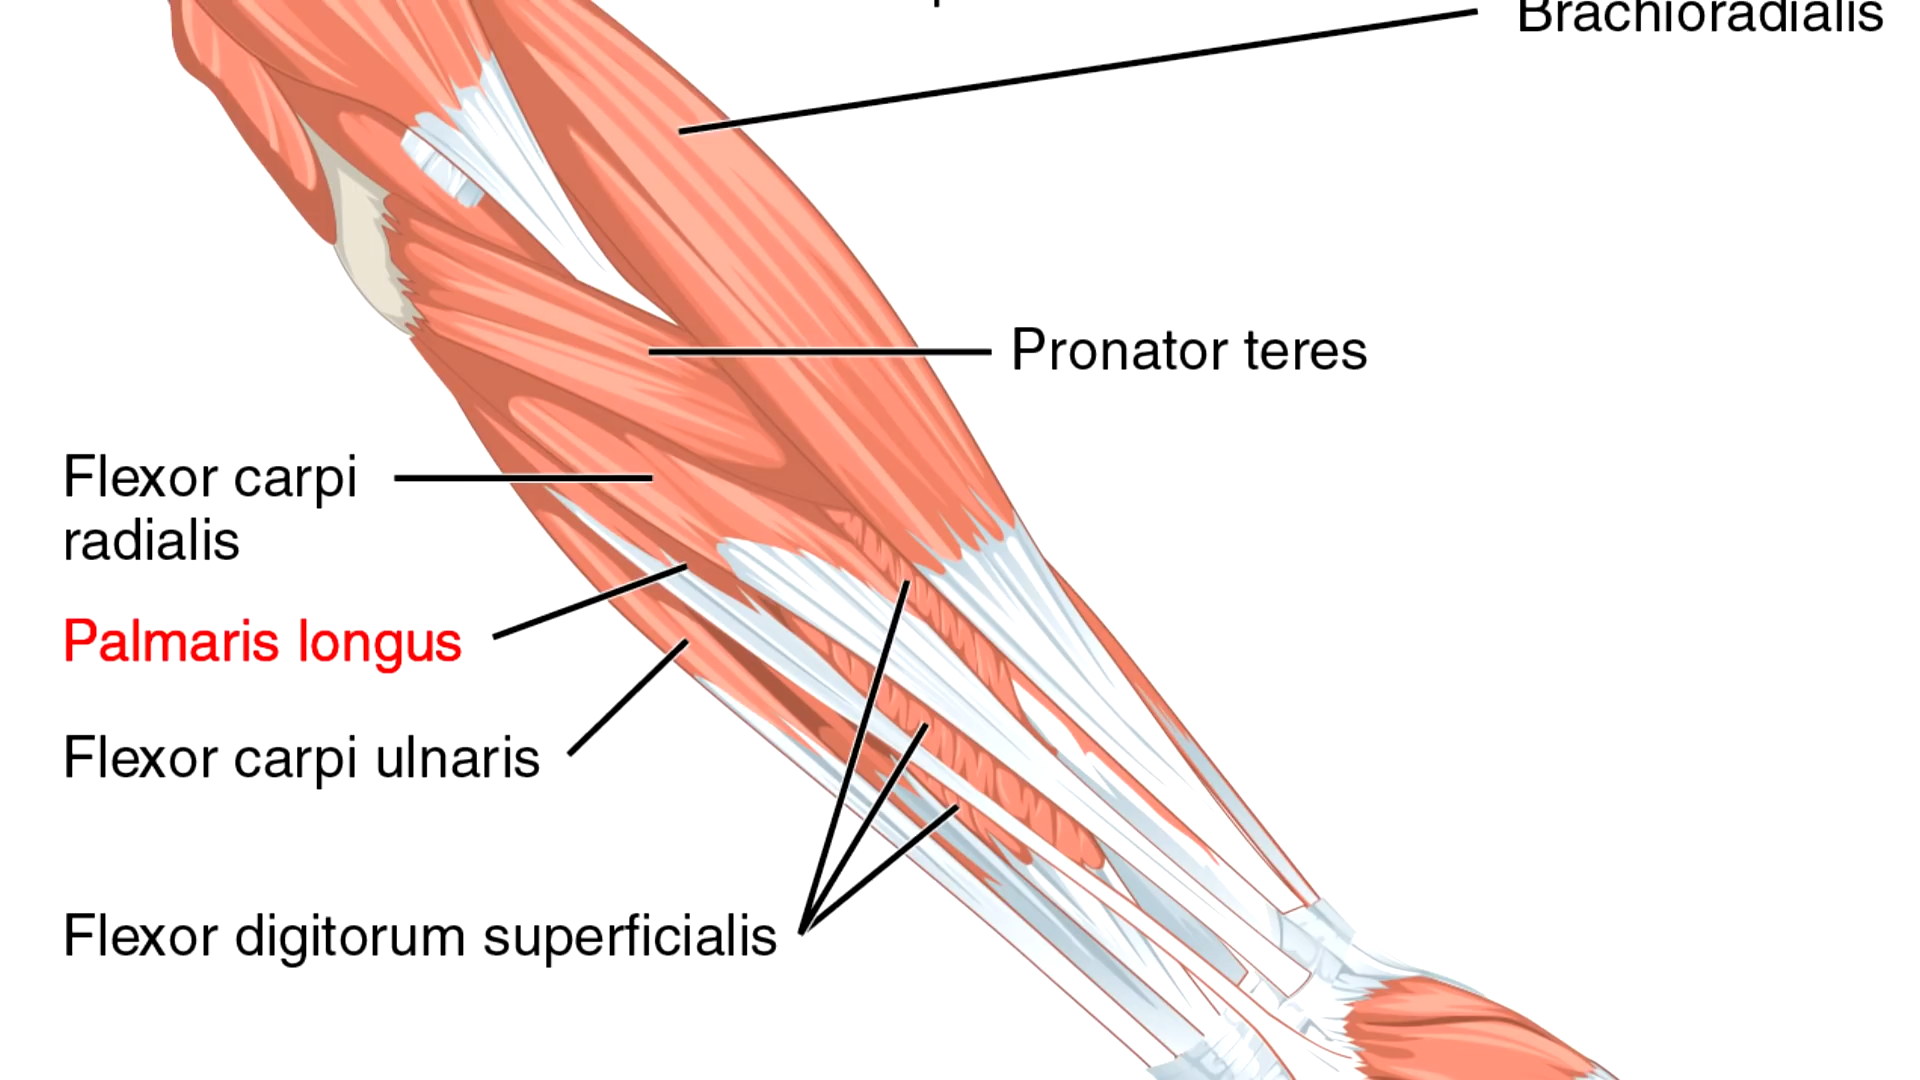 Brachioradialis
Pronator teres
Flexor carpi
radialis
Palmaris longus
Flexor carpi ulnaris
Flexor digitorum superficialis